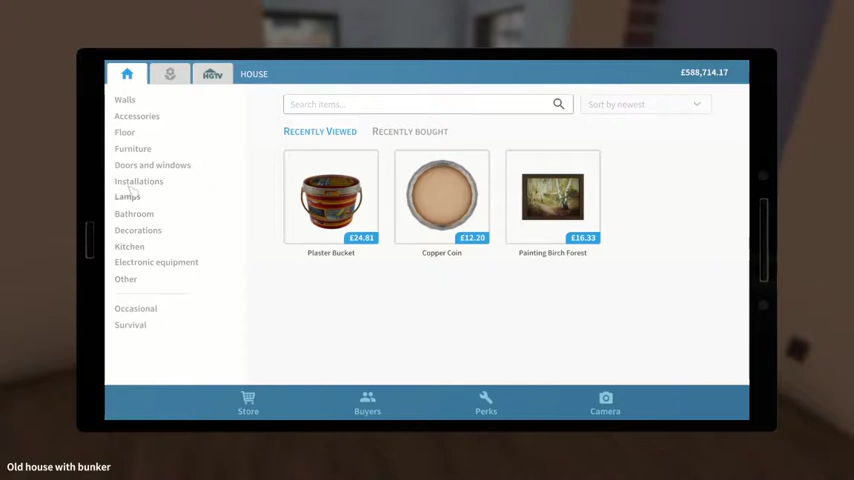 HGTV HOUSE £588,714.17
Walls
Accessories
Floor
Furniture
Doors and windows
Installations
Lamps
Bathroom
Decorations
Kitchen
Electronic equipment
Other
Occasional
Survival
Search items...
Sort by newest
RECENTLY VIEWED RECENTLY BOUGHT
£24.81 £12.20 £16.33
Plaster Bucket Copper Coin Painting Birch Forest
Store Buyers Perks Camera
Old house with bunker